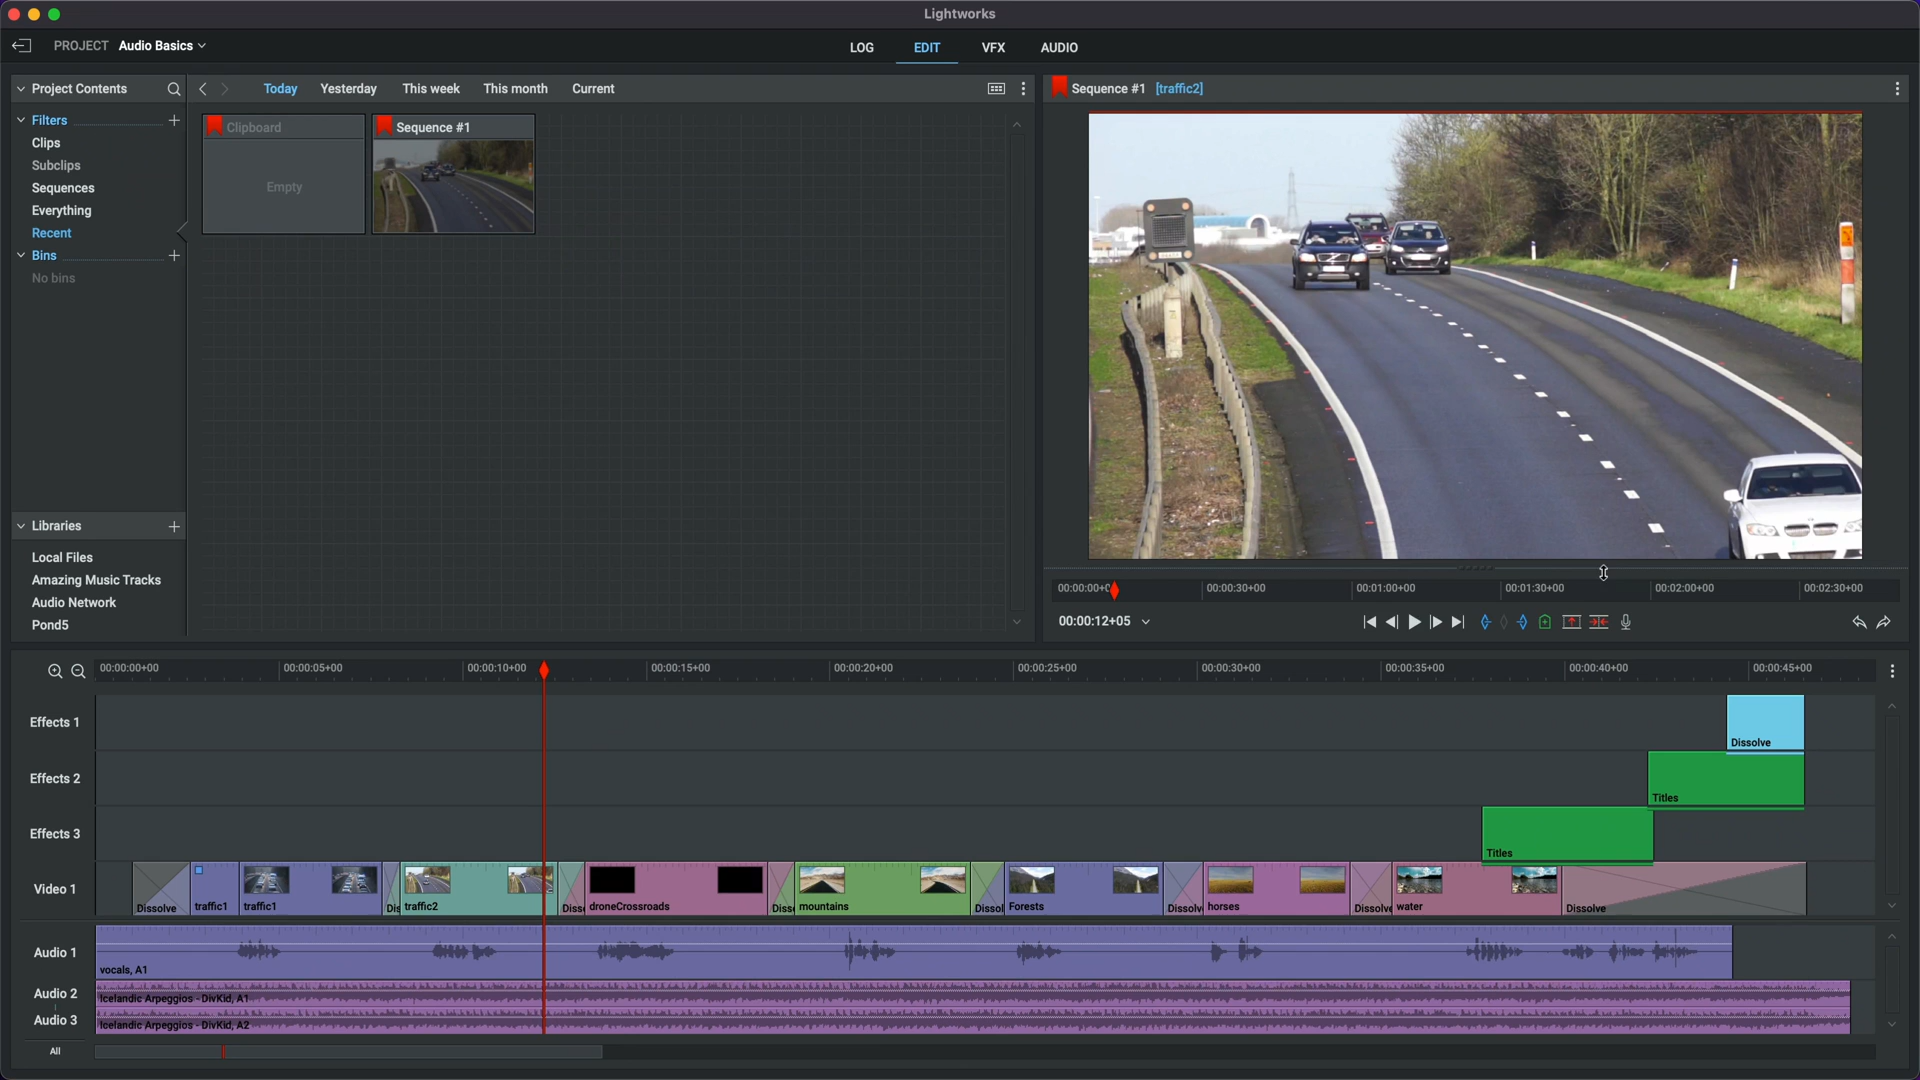 Lightworks
PROJECT Audio Basics
LOG EDIT VFX AUDIO
Project Contents
Today Yesterday This week This month Current
Sequence #1 [traffic2]
Filters
Clips
Subclips
Sequences
Everything
Recent
Bins
No bins
Clipboard
Empty
Sequence #1
Libraries
Local Files
Amazing Music Tracks
Audio Network
Pond5
00:00:00+0 00:00:30+00 00:01:00+00 00:01:30+00 00:02:00+00 00:02:30+00
00:00:12+05
00:00:00+00 00:00:05+00 00:00:10+00 00:00:15+00 00:00:20+00 00:00:25+00 00:00:30+00 00:00:35+00 00:00:40+00 00:00:45+00
Effects 1
Dissolve
Effects 2
Titles
Effects 3
Titles
Video 1
Dissolve traffic1 traffic1 Dis traffic2 Diss droneCrossroads Diss mountains Dissol Forests Dissolv horses Dissolve water Dissolve
Audio 1
vocals, A1
Audio 2
Icelandic Arpeggios - DivKid, A1
Audio 3
Icelandic Arpeggios - DivKid, A2
All